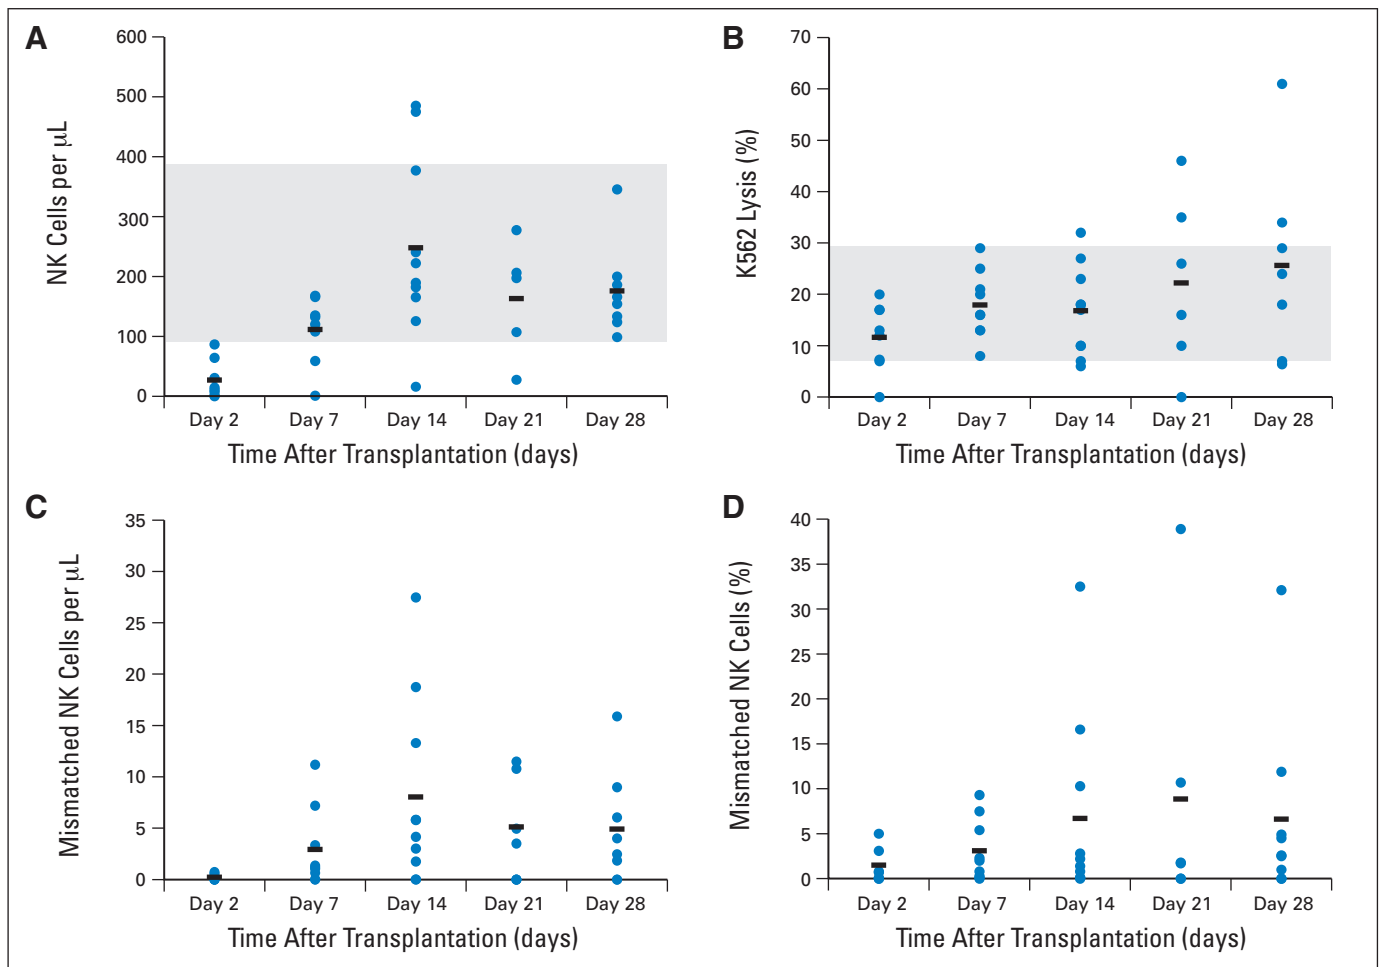 A
NK Cells per μL
600
500
400
300
200
100
0
Day 2 Day 7 Day 14 Day 21 Day 28
Time After Transplantation (days)
B
K562 Lysis (%)
70
60
50
40
30
20
10
0
Day 2 Day 7 Day 14 Day 21 Day 28
Time After Transplantation (days)
C
Mismatched NK Cells per μL
35
30
25
20
15
10
5
0
Day 2 Day 7 Day 14 Day 21 Day 28
Time After Transplantation (days)
D
Mismatched NK Cells (%)
40
35
30
25
20
15
10
5
0
Day 2 Day 7 Day 14 Day 21 Day 28
Time After Transplantation (days)